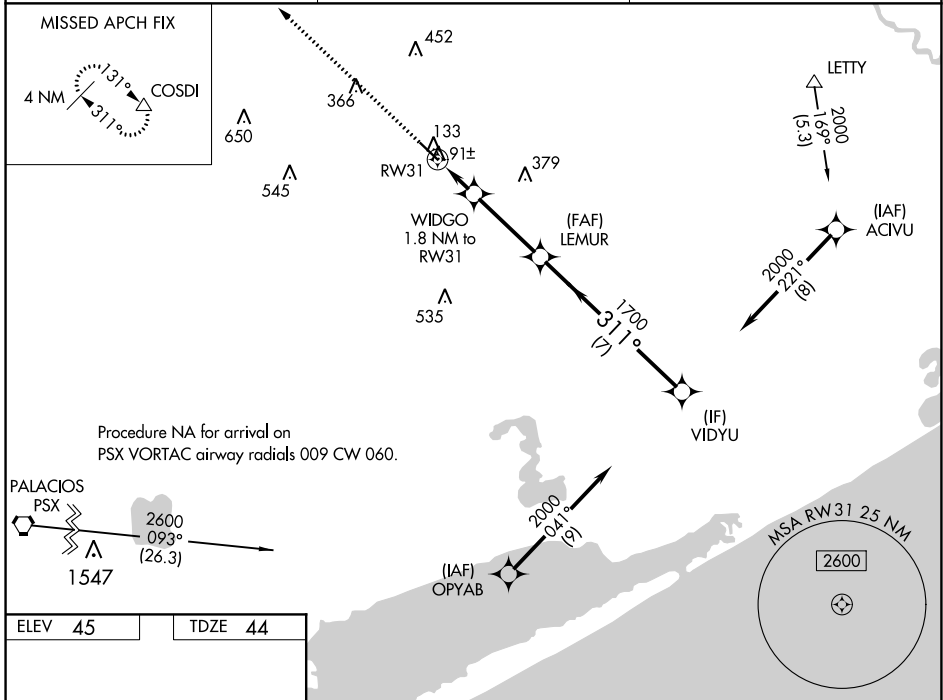 MISSED APCH FIX
4 NM
131°
311°
COSDI
452
366
650
545
133
91±
379
RW31
LETTY
2000
169°
(5.3)
WIDGO
1.8 NM to
RW31
(FAF)
LEMUR
(IAF)
ACIVU
2000
221°
(8)
535
1700
311°
(7)
(IF)
VIDYU
Procedure NA for arrival on
PSX VORTAC airway radials 009 CW 060.
PALACIOS
PSX
2600
093°
(26.3)
1547
2000
041°
(9)
(IAF)
OPYAB
MSA RW31 25 NM
2600
ELEV 45
TDZE 44